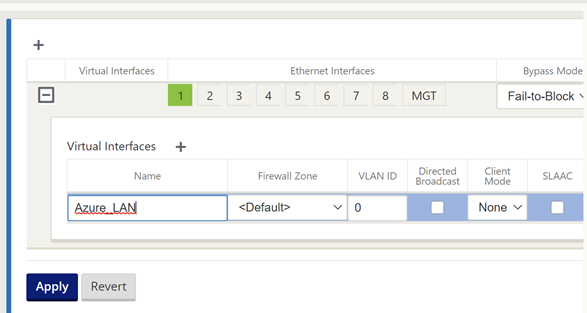 +
Virtual Interfaces Ethernet Interfaces Bypass Mode
1 2 3 4 5 6 7 8 MGT Fail-to-Block
Virtual Interfaces +
Name Firewall Zone VLAN ID Directed Broadcast Client Mode SLAAC
Azure_LAN <Default> 0 None
Apply Revert